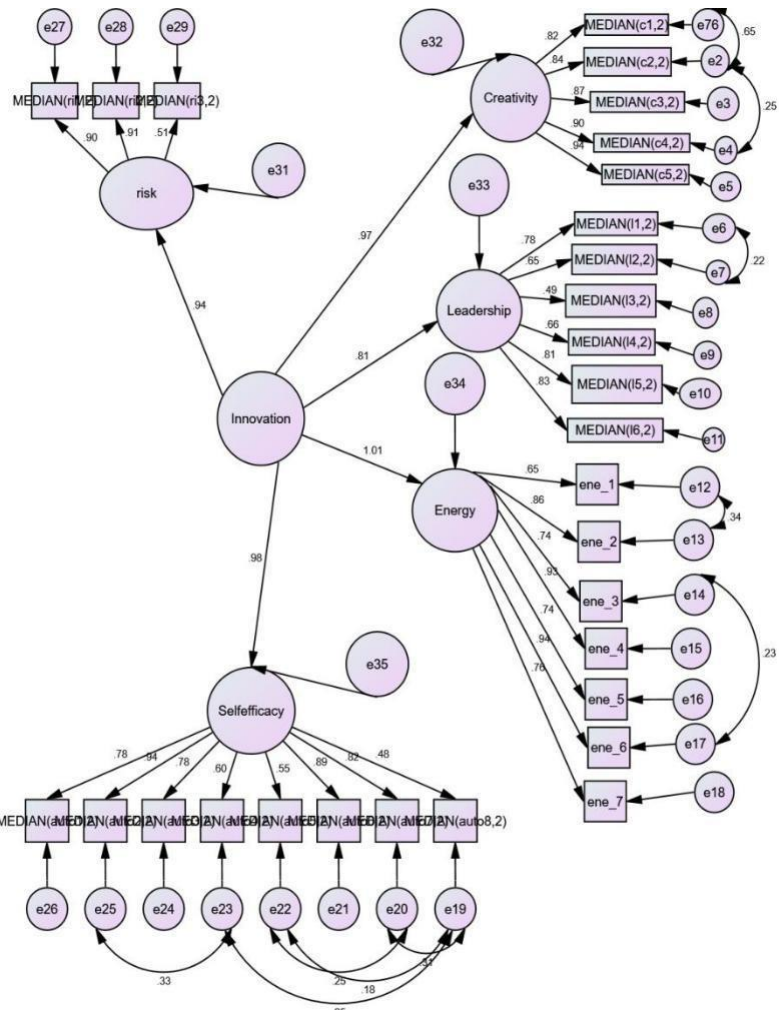 e27 e28 e29
.90 .91 .51
risk
e31
.94
e32
Creativity
.82 MEDIAN(c1,2) e76
.84 MEDIAN(c2,2) e2
.87 MEDIAN(c3,2) e3
.90 MEDIAN(c4,2) e4
.94 MEDIAN(c5,2) e5
.65
.25
.97
e33
Leadership
.78 MEDIAN(l1,2) e6
.65 MEDIAN(l2,2) e7
.49 MEDIAN(l3,2) e8
.66 MEDIAN(l4,2) e9
.81 MEDIAN(l5,2) e10
.83 MEDIAN(l6,2) e11
.22
.81
Innovation
e34
1.01
Energy
.65 ene_1 e12
.86 ene_2 e13
.74 ene_3 e14
.93 ene_4 e15
.74 ene_5 e16
.94 ene_6 e17
.76 ene_7 e18
.34
.23
.98
e35
Selfefficacy
.78 .94 .78 .60 .55 .89 .82 .48
e26 e25 e24 e23 e22 e21 e20 e19
.33
.25
.18